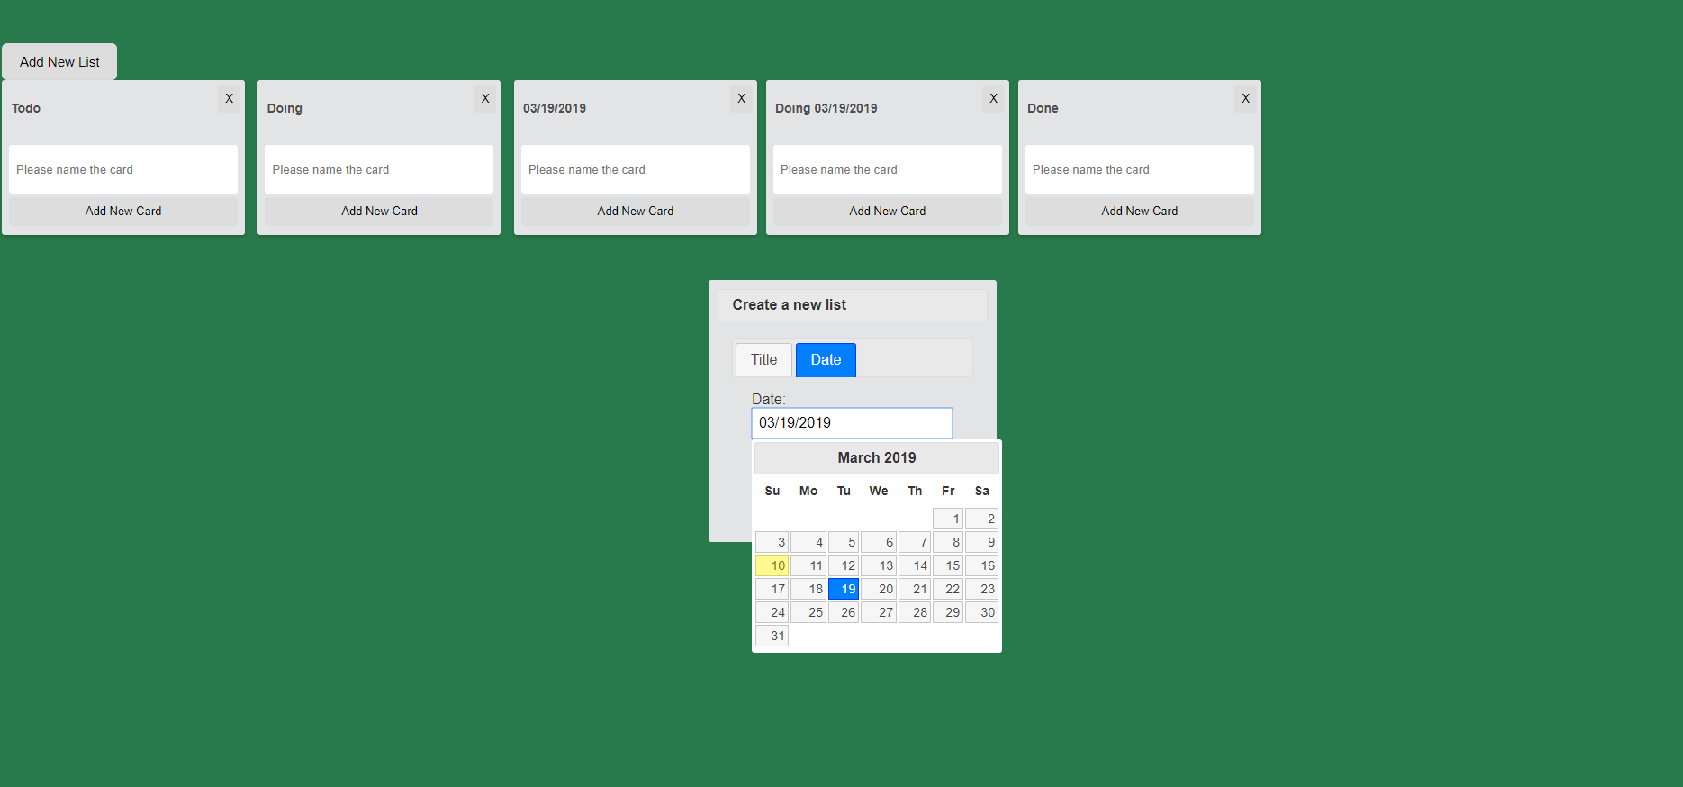 Add New List
Todo X Doing X 03/19/2019 X Doing 03/19/2019 X Done X
Please name the card Please name the card Please name the card Please name the card Please name the card
Add New Card Add New Card Add New Card Add New Card Add New Card
Create a new list
Title Date
Date:
03/19/2019
March 2019
Su Mo Tu We Th Fr Sa
1 2
3 4 5 6 7 8 9
10 11 12 13 14 15 16
17 18 19 20 21 22 23
24 25 26 27 28 29 30
31